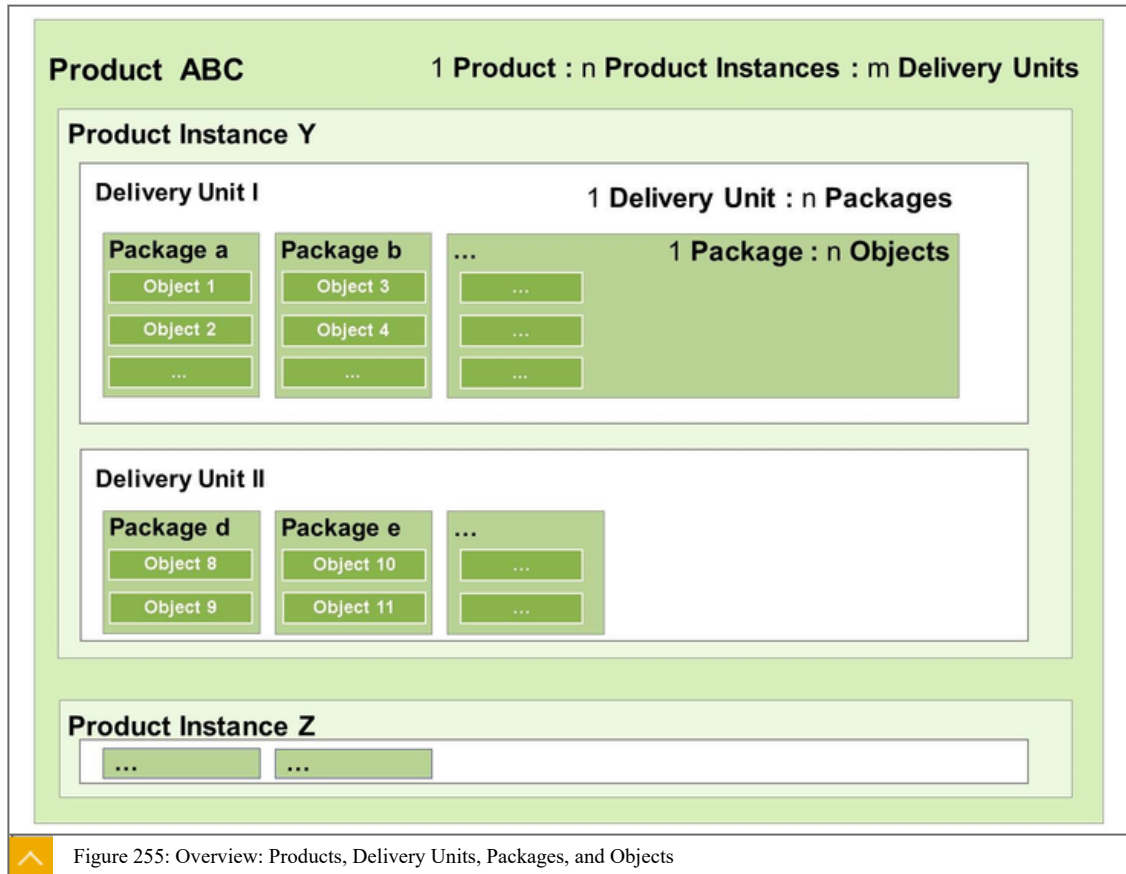 Product ABC
1 Product : n Product Instances : m Delivery Units
Product Instance Y
Delivery Unit I
1 Delivery Unit : n Packages
Package a
Object 1
Object 2
...
Package b
Object 3
Object 4
...
...
1 Package : n Objects
...
...
...
Delivery Unit II
Package d
Object 8
Object 9
Package e
Object 10
Object 11
...
...
...
Product Instance Z
...
...
Figure 255: Overview: Products, Delivery Units, Packages, and Objects